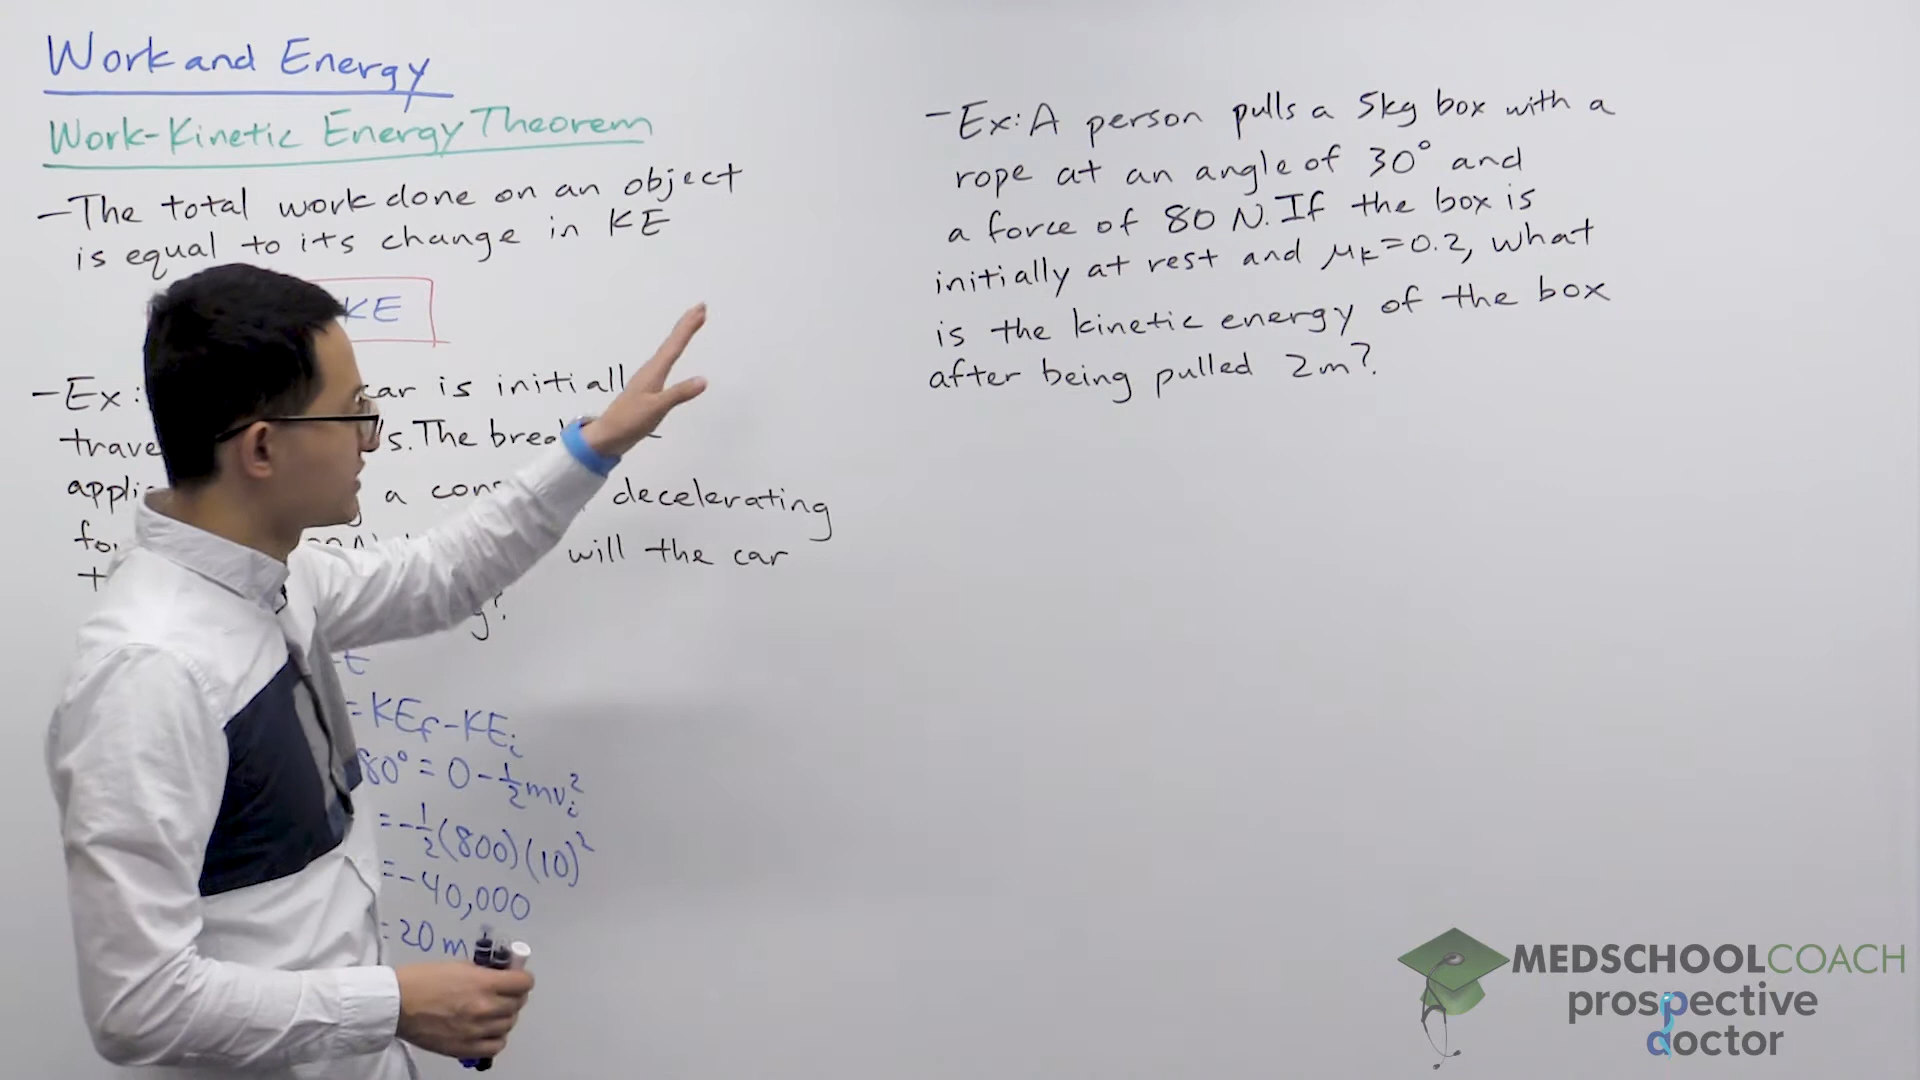 Work and Energy
Work-Kinetic Energy Theorem
- The total work done on an object
is equal to its change in KE
KE
- Ex: car is initiall
trave s. The brea
appli a con decelerating
fo will the car
t
= KEf - KEi
80° = 0 - 1/2 mvi²
= - 1/2 (800)(10)²
= - 40,000
= 20 m
- Ex: A person pulls a 5kg box with a
rope at an angle of 30° and
a force of 80 N. If the box is
initially at rest and μk = 0.2, what
is the kinetic energy of the box
after being pulled 2m?
MEDSCHOOLCOACH
prospective
doctor